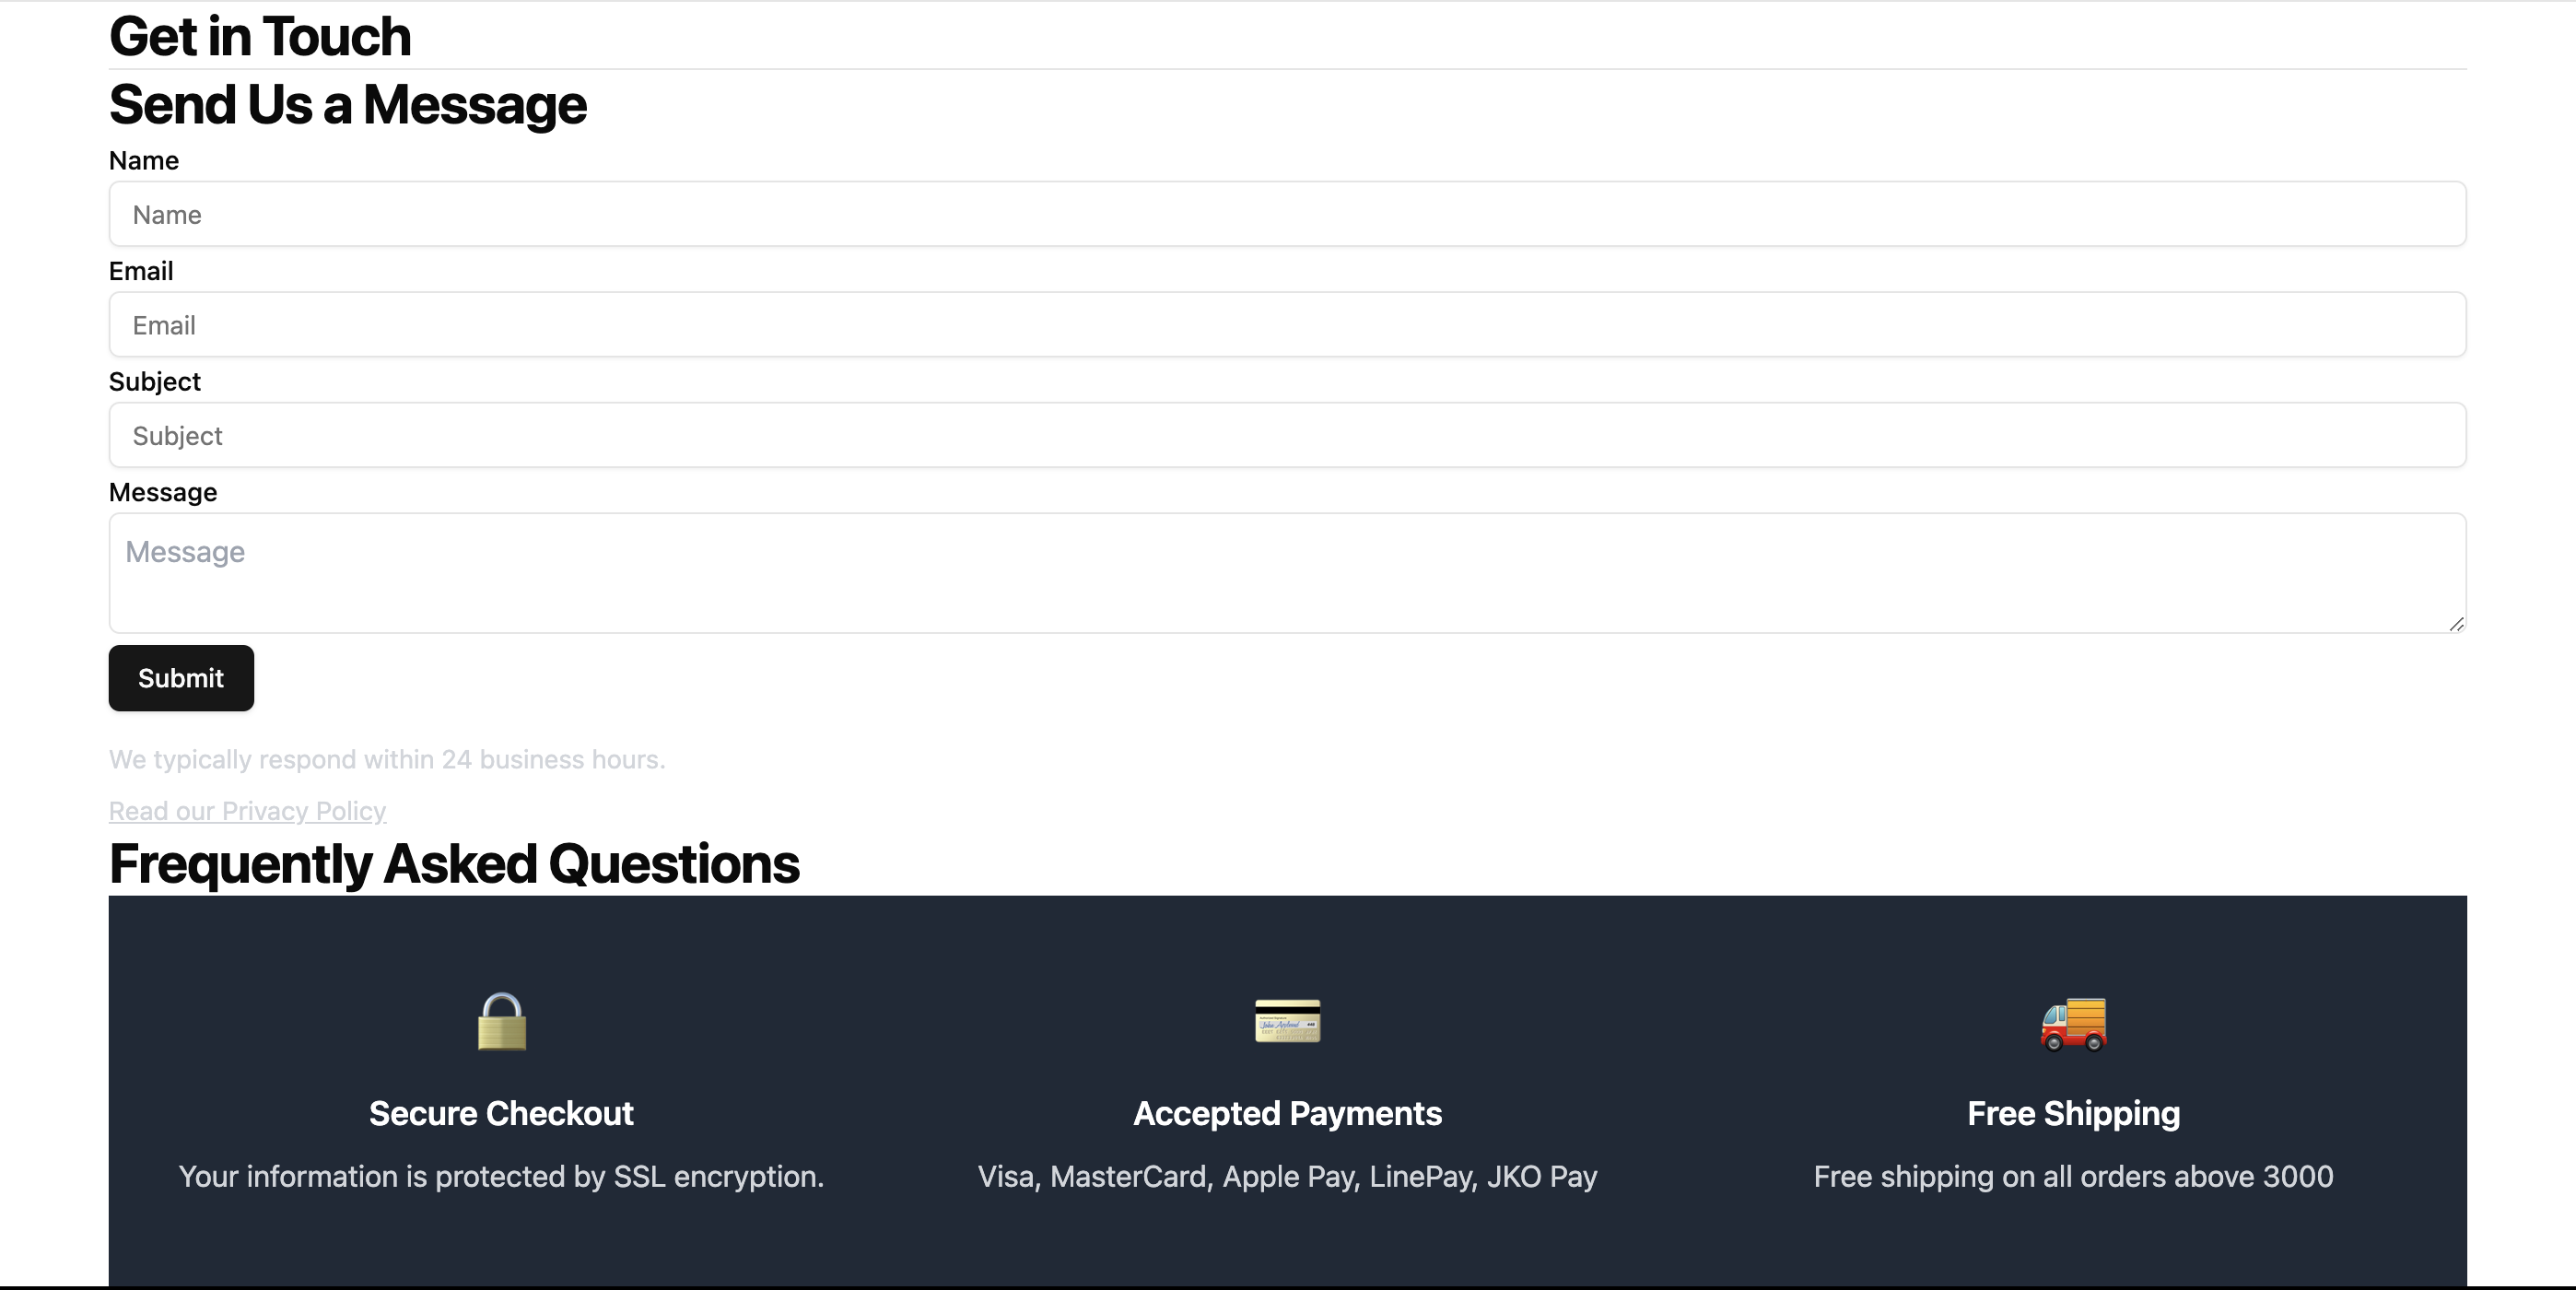 Get in Touch
Send Us a Message
Name
Name
Email
Email
Subject
Subject
Message
Message
Submit
We typically respond within 24 business hours.
Read our Privacy Policy
Frequently Asked Questions
Secure Checkout
Your information is protected by SSL encryption.
Accepted Payments
Visa, MasterCard, Apple Pay, LinePay, JKO Pay
Free Shipping
Free shipping on all orders above 3000